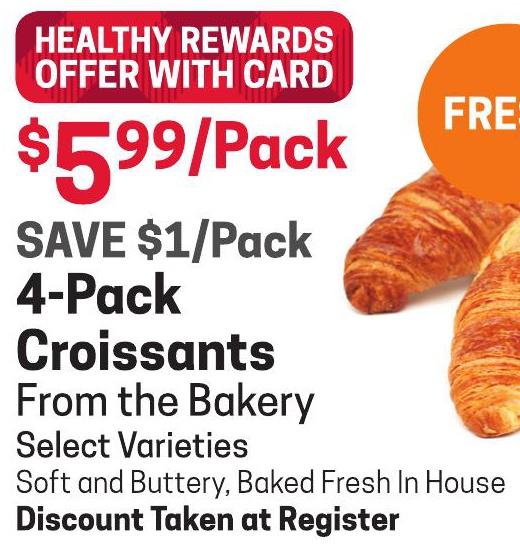 HEALTHY REWARDS
OFFER WITH CARD
$5.99/Pack
SAVE $1/Pack
4-Pack
Croissants
From the Bakery
Select Varieties
Soft and Buttery, Baked Fresh In House
Discount Taken at Register